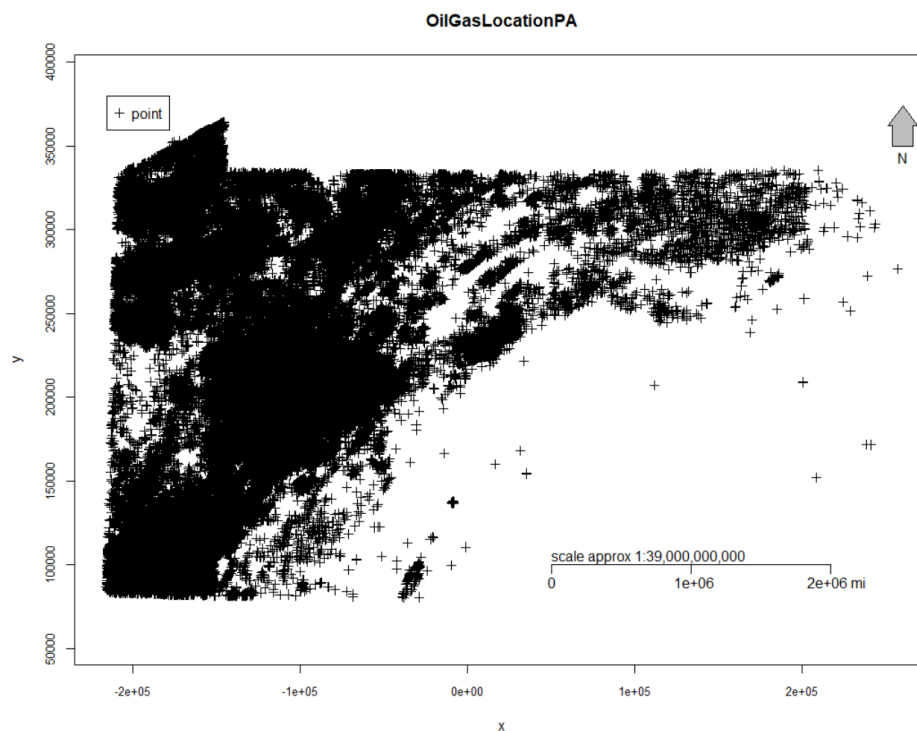 OilGasLocationPA
400000
350000
300000
250000
200000
150000
100000
50000
y
point
N
scale approx 1:39,000,000,000
0 1e+06 2e+06 mi
-2e+05 -1e+05 0e+00 1e+05 2e+05
x